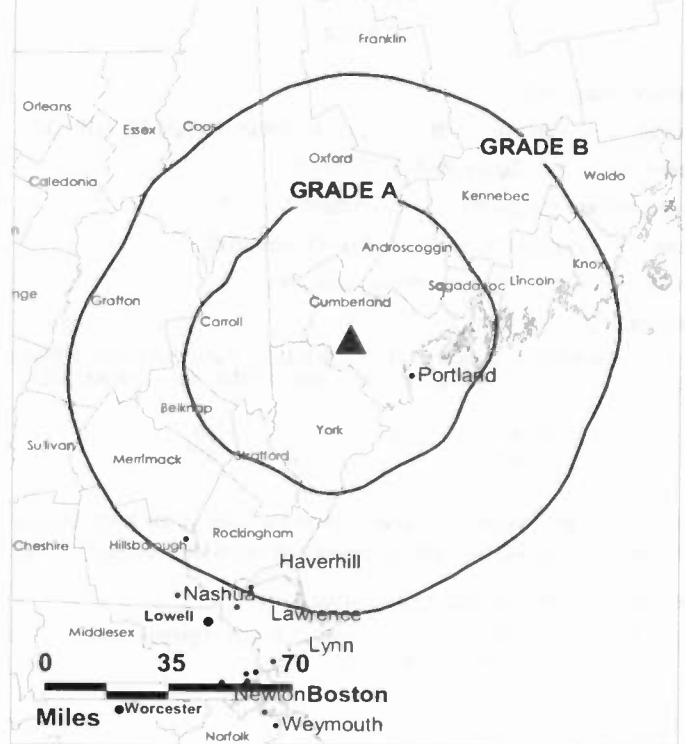 Franklin
Orleans
Essex
Coos
GRADE B
Oxford
Waldo
Caledonia
GRADE A
Kennebec
Androscoggin
Knox
Lincoln
Sagadahoc
nge
Grafton
Cumberland
Carroll
Portland
Belknap
York
Sullivan
Merrimack
Strafford
Rockingham
Cheshire
Hillsborough
Haverhill
Nashua
Lawrence
Lowell
Middlesex
Lynn
0 35 70
Newton Boston
Miles
Worcester
Weymouth
Norfolk